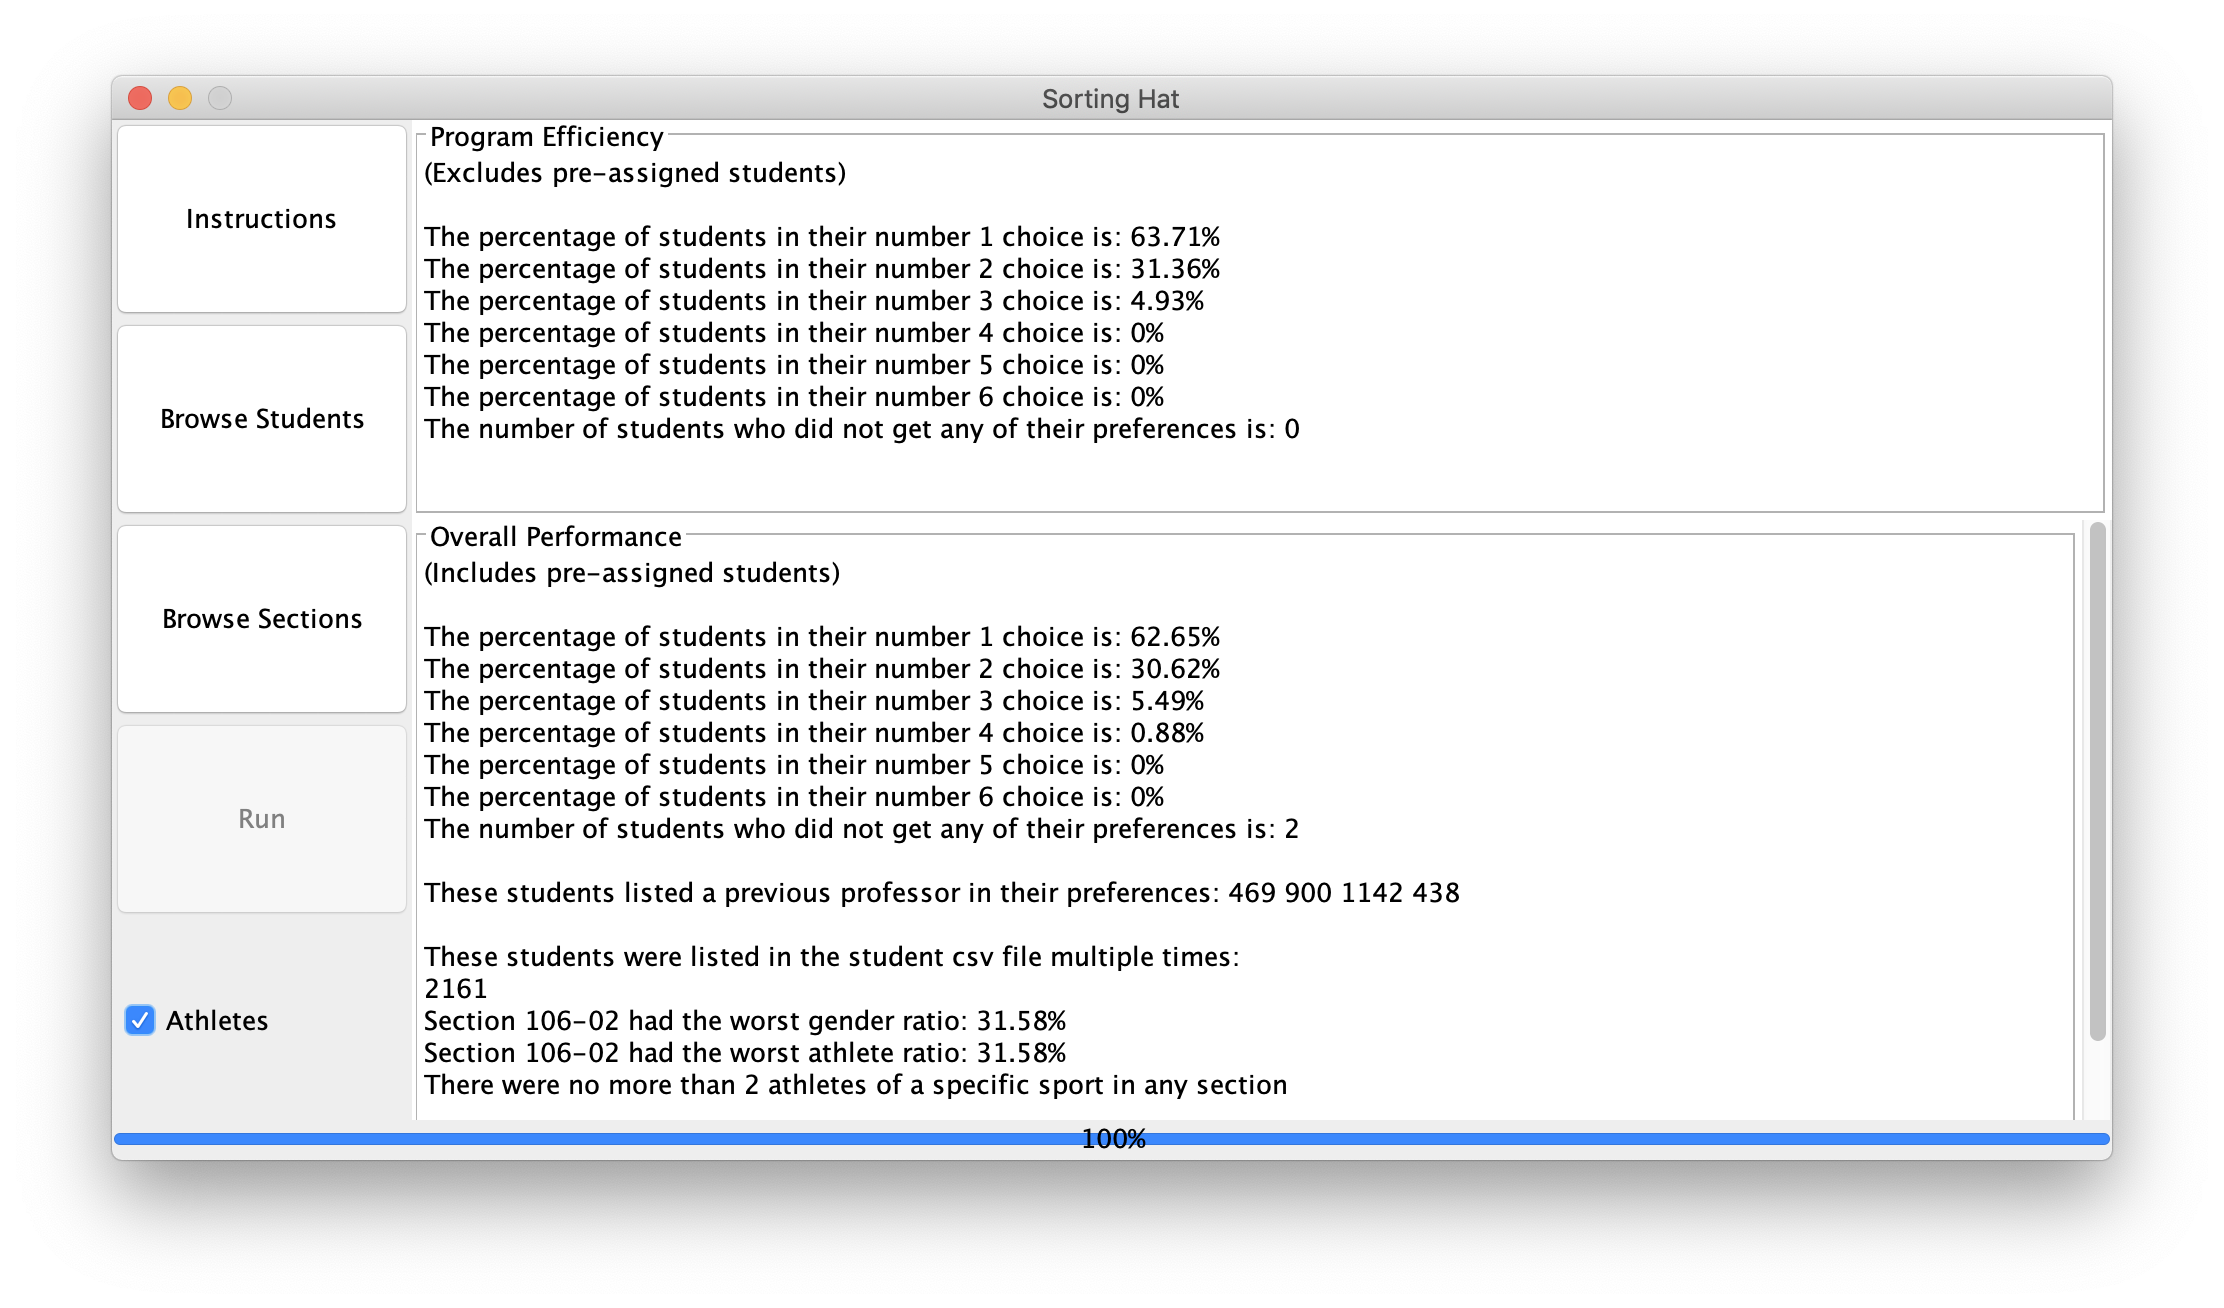 Sorting Hat
Instructions
Browse Students
Browse Sections
Run
Athletes
Program Efficiency
(Excludes pre-assigned students)
The percentage of students in their number 1 choice is: 63.71%
The percentage of students in their number 2 choice is: 31.36%
The percentage of students in their number 3 choice is: 4.93%
The percentage of students in their number 4 choice is: 0%
The percentage of students in their number 5 choice is: 0%
The percentage of students in their number 6 choice is: 0%
The number of students who did not get any of their preferences is: 0
Overall Performance
(Includes pre-assigned students)
The percentage of students in their number 1 choice is: 62.65%
The percentage of students in their number 2 choice is: 30.62%
The percentage of students in their number 3 choice is: 5.49%
The percentage of students in their number 4 choice is: 0.88%
The percentage of students in their number 5 choice is: 0%
The percentage of students in their number 6 choice is: 0%
The number of students who did not get any of their preferences is: 2
These students listed a previous professor in their preferences: 469 900 1142 438
These students were listed in the student csv file multiple times:
2161
Section 106-02 had the worst gender ratio: 31.58%
Section 106-02 had the worst athlete ratio: 31.58%
There were no more than 2 athletes of a specific sport in any section
100%